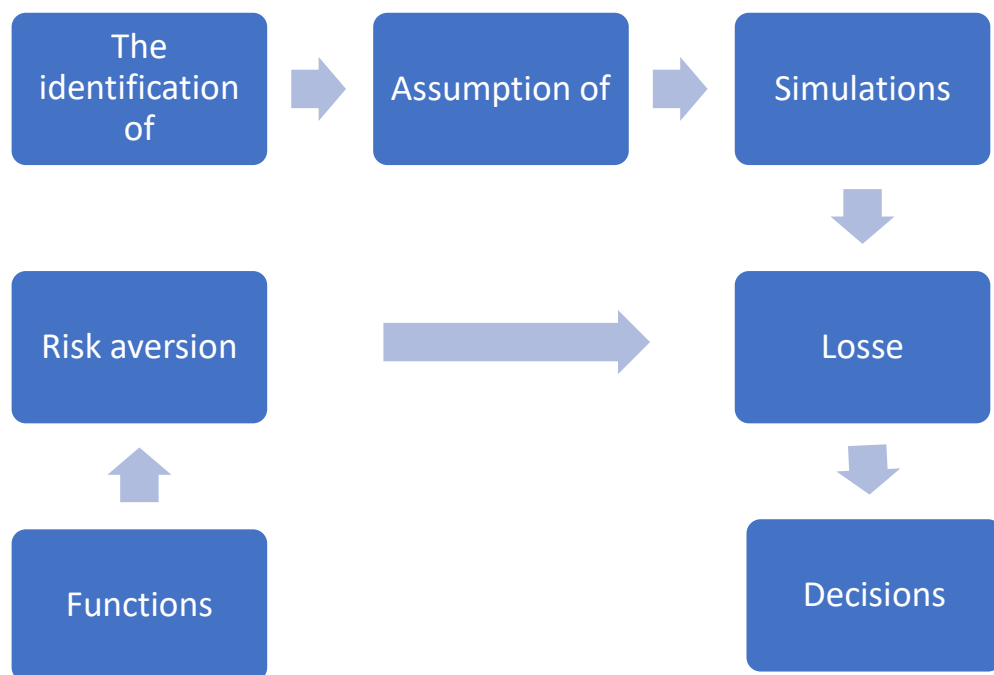 The
identification
of
Assumption of
Simulations
Risk aversion
Losse
Functions
Decisions